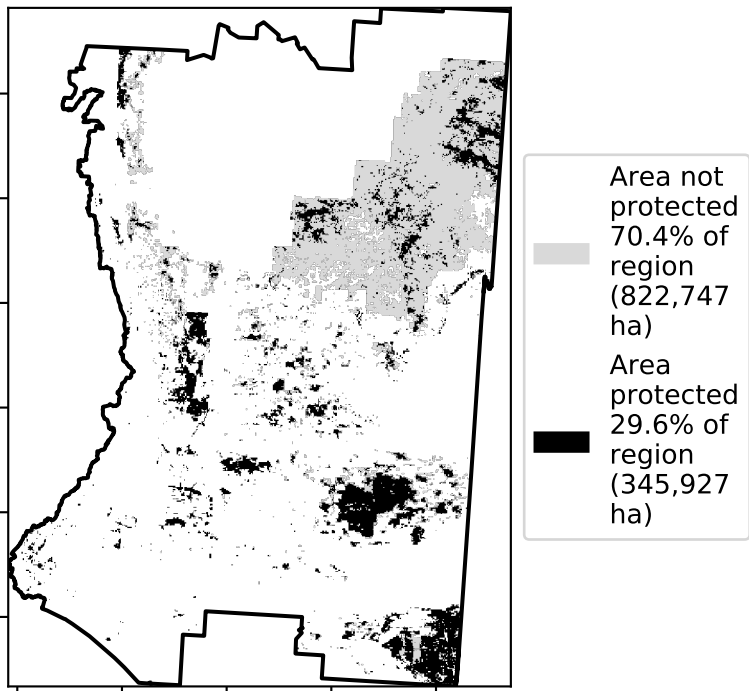 Area not
protected
70.4% of
region
(822,747
ha)
Area
protected
29.6% of
region
(345,927
ha)